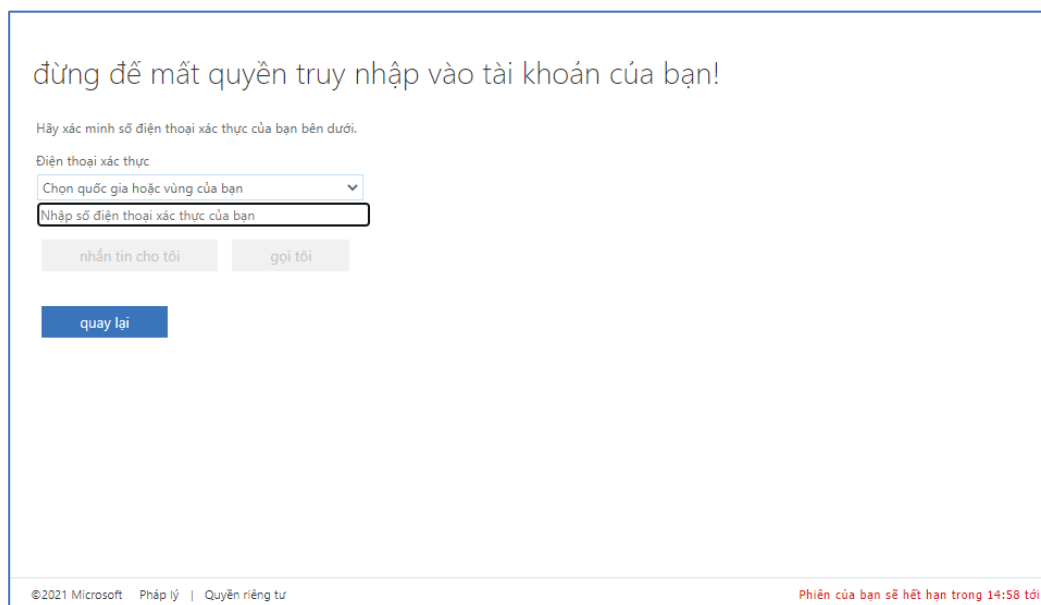 đừng để mất quyền truy nhập vào tài khoản của bạn!
Hãy xác minh số điện thoại xác thực của bạn bên dưới.
Điện thoại xác thực
Chọn quốc gia hoặc vùng của bạn
Nhập số điện thoại xác thực của bạn
nhắn tin cho tôi gọi tôi
quay lại
©2021 Microsoft Pháp lý | Quyền riêng tư Phiên của bạn sẽ hết hạn trong 14:58 tới